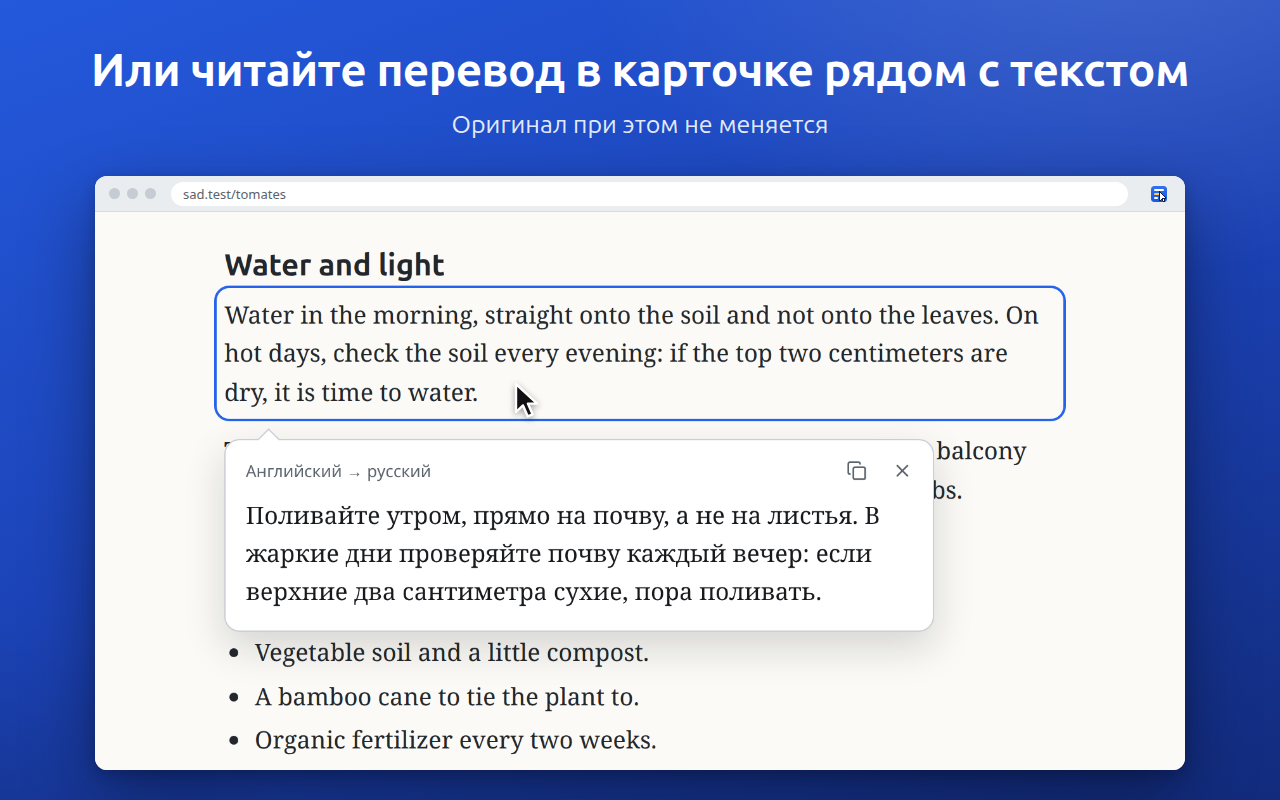 Или читайте перевод в карточке рядом с текстом
Оригинал при этом не меняется
sad.test/tomates
Water and light
Water in the morning, straight onto the soil and not onto the leaves. On
hot days, check the soil every evening: if the top two centimeters are
dry, it is time to water.
balcony
Английский → русский
Поливайте утром, прямо на почву, а не на листья. В
жаркие дни проверяйте почву каждый вечер: если
верхние два сантиметра сухие, пора поливать.
Vegetable soil and a little compost.
A bamboo cane to tie the plant to.
Organic fertilizer every two weeks.